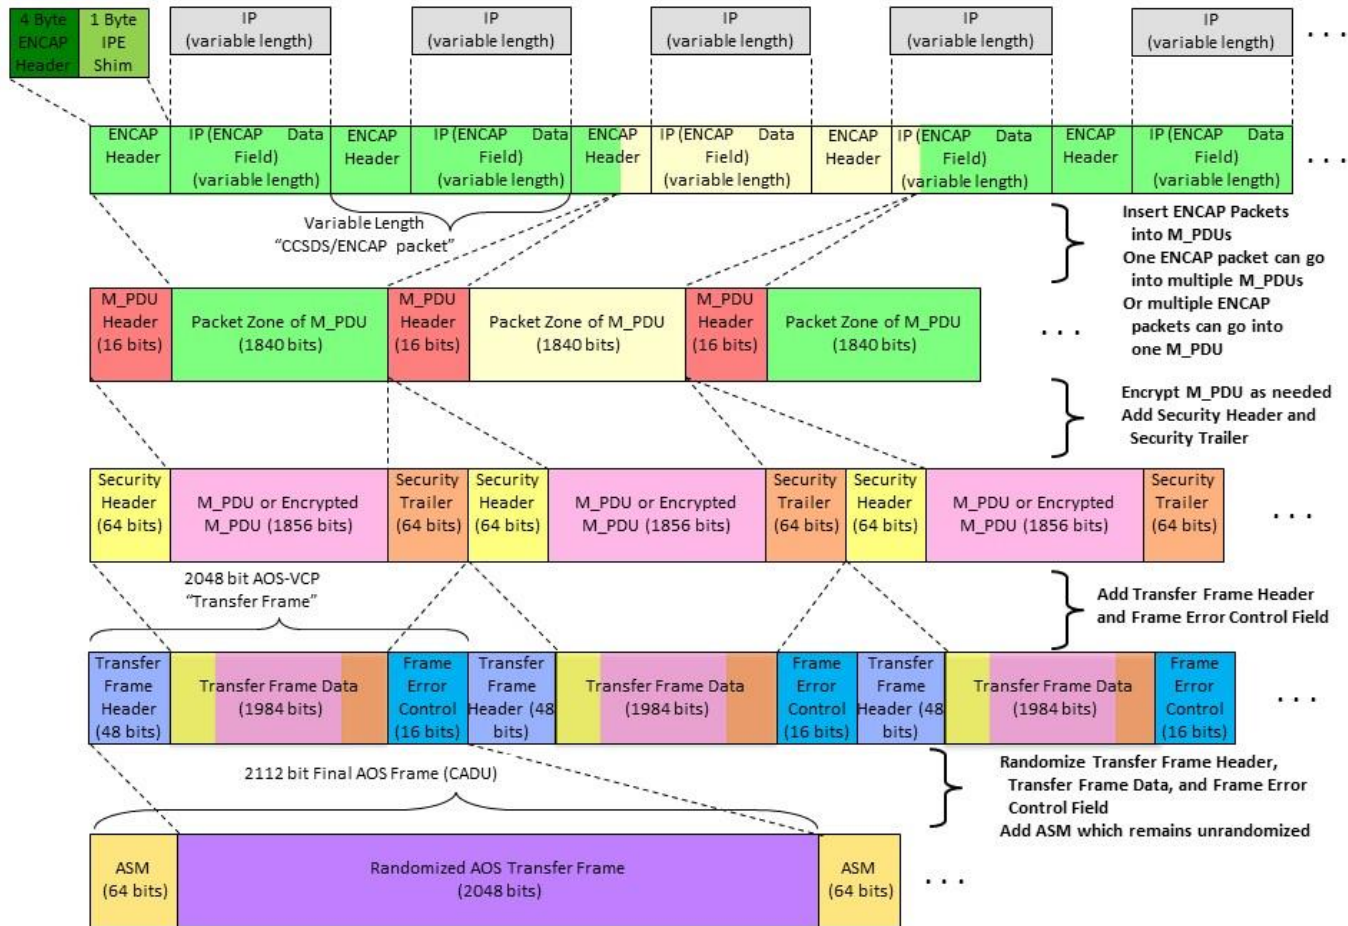 4 Byte
ENCAP
Header
1 Byte
IPE
Shim
IP
(variable length)
IP
(variable length)
IP
(variable length)
IP
(variable length)
IP
(variable length)
. . .
ENCAP
Header
IP (ENCAP Data
Field)
(variable length)
ENCAP
Header
IP (ENCAP Data
Field)
(variable length)
ENCAP
Header
IP (ENCAP Data
Field)
(variable length)
ENCAP
Header
IP (ENCAP Data
Field)
(variable length)
ENCAP
Header
IP (ENCAP Data
Field)
(variable length)
. . .
Variable Length
“CCSDS/ENCAP packet”
Insert ENCAP Packets
into M_PDUs
One ENCAP packet can go
into multiple M_PDUs
Or multiple ENCAP
packets can go into
one M_PDU
M_PDU
Header
(16 bits)
Packet Zone of M_PDU
(1840 bits)
M_PDU
Header
(16 bits)
Packet Zone of M_PDU
(1840 bits)
M_PDU
Header
(16 bits)
Packet Zone of M_PDU
(1840 bits)
. . .
Encrypt M_PDU as needed
Add Security Header and
Security Trailer
Security
Header
(64 bits)
M_PDU or Encrypted
M_PDU (1856 bits)
Security
Trailer
(64 bits)
Security
Header
(64 bits)
M_PDU or Encrypted
M_PDU (1856 bits)
Security
Trailer
(64 bits)
Security
Header
(64 bits)
M_PDU or Encrypted
M_PDU (1856 bits)
Security
Trailer
(64 bits)
. . .
2048 bit AOS-VCP
“Transfer Frame”
Add Transfer Frame Header
and Frame Error Control Field
Transfer
Frame
Header
(48 bits)
Transfer Frame Data
(1984 bits)
Frame
Error
Control
(16 bits)
Transfer
Frame
Header (48
bits)
Transfer Frame Data
(1984 bits)
Frame
Error
Control
(16 bits)
Transfer
Frame
Header (48
bits)
Transfer Frame Data
(1984 bits)
Frame
Error
Control
(16 bits)
. . .
2112 bit Final AOS Frame (CADU)
Randomize Transfer Frame Header,
Transfer Frame Data, and Frame Error
Control Field
Add ASM which remains unrandomized
ASM
(64 bits)
Randomized AOS Transfer Frame
(2048 bits)
ASM
(64 bits)
. . .